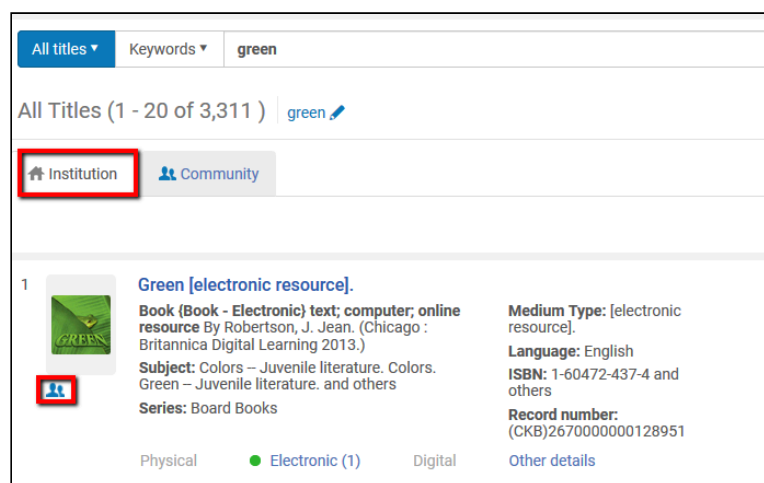 All titles ▾ Keywords ▾ green
All Titles (1 - 20 of 3,311 ) green
Institution Community
1
GREEN
Green [electronic resource].
Book {Book - Electronic} text; computer; online
resource By Robertson, J. Jean. (Chicago :
Britannica Digital Learning 2013.)
Subject: Colors -- Juvenile literature. Colors.
Green -- Juvenile literature. and others
Series: Board Books
Medium Type: [electronic
resource].
Language: English
ISBN: 1-60472-437-4 and
others
Record number:
(CKB)2670000000128951
Physical Electronic (1) Digital Other details